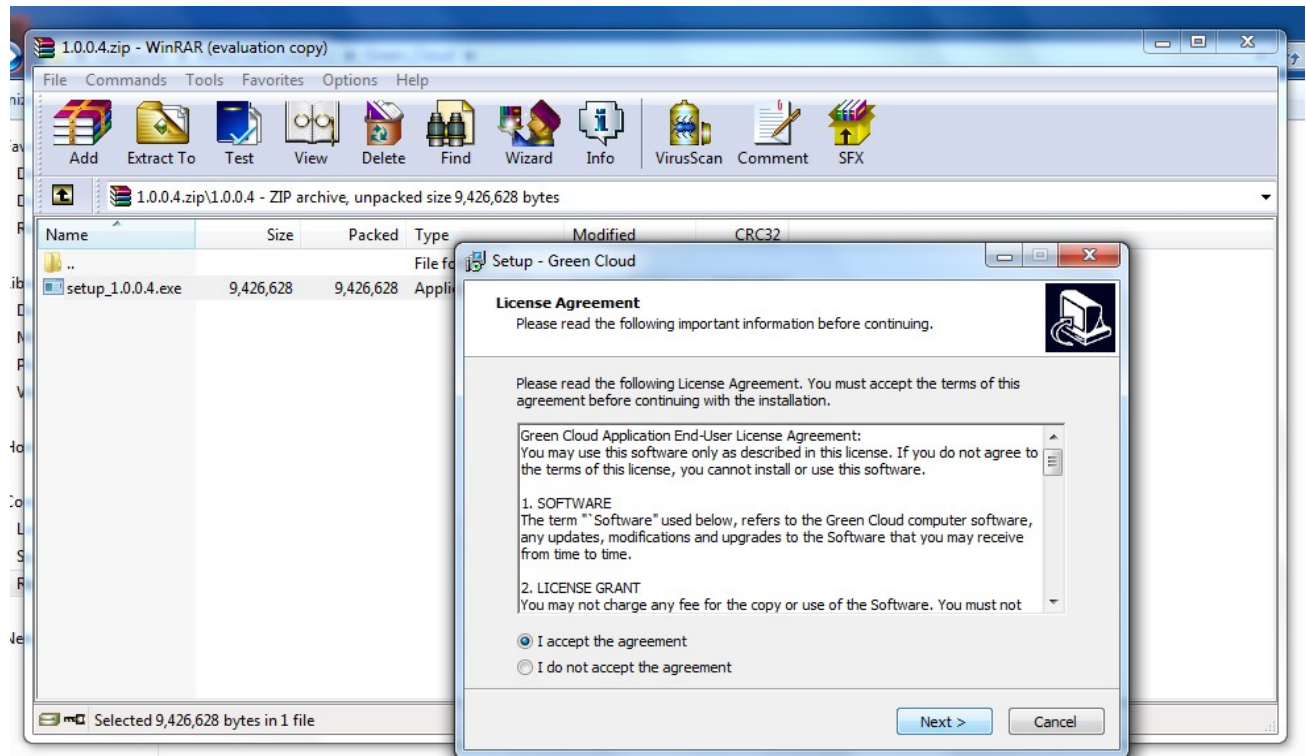 1.0.0.4.zip - WinRAR (evaluation copy)
File Commands Tools Favorites Options Help
Add Extract To Test View Delete Find Wizard Info VirusScan Comment SFX
1.0.0.4.zip\1.0.0.4 - ZIP archive, unpacked size 9,426,628 bytes
Name Size Packed Type Modified CRC32
.. File fo
setup_1.0.0.4.exe 9,426,628 9,426,628 Appli
Selected 9,426,628 bytes in 1 file
Setup - Green Cloud
License Agreement
Please read the following important information before continuing.
Please read the following License Agreement. You must accept the terms of this
agreement before continuing with the installation.
Green Cloud Application End-User License Agreement:
You may use this software only as described in this license. If you do not agree to
the terms of this license, you cannot install or use this software.
1. SOFTWARE
The term "`Software" used below, refers to the Green Cloud computer software,
any updates, modifications and upgrades to the Software that you may receive
from time to time.
2. LICENSE GRANT
You may not charge any fee for the copy or use of the Software. You must not
I accept the agreement
I do not accept the agreement
Next > Cancel